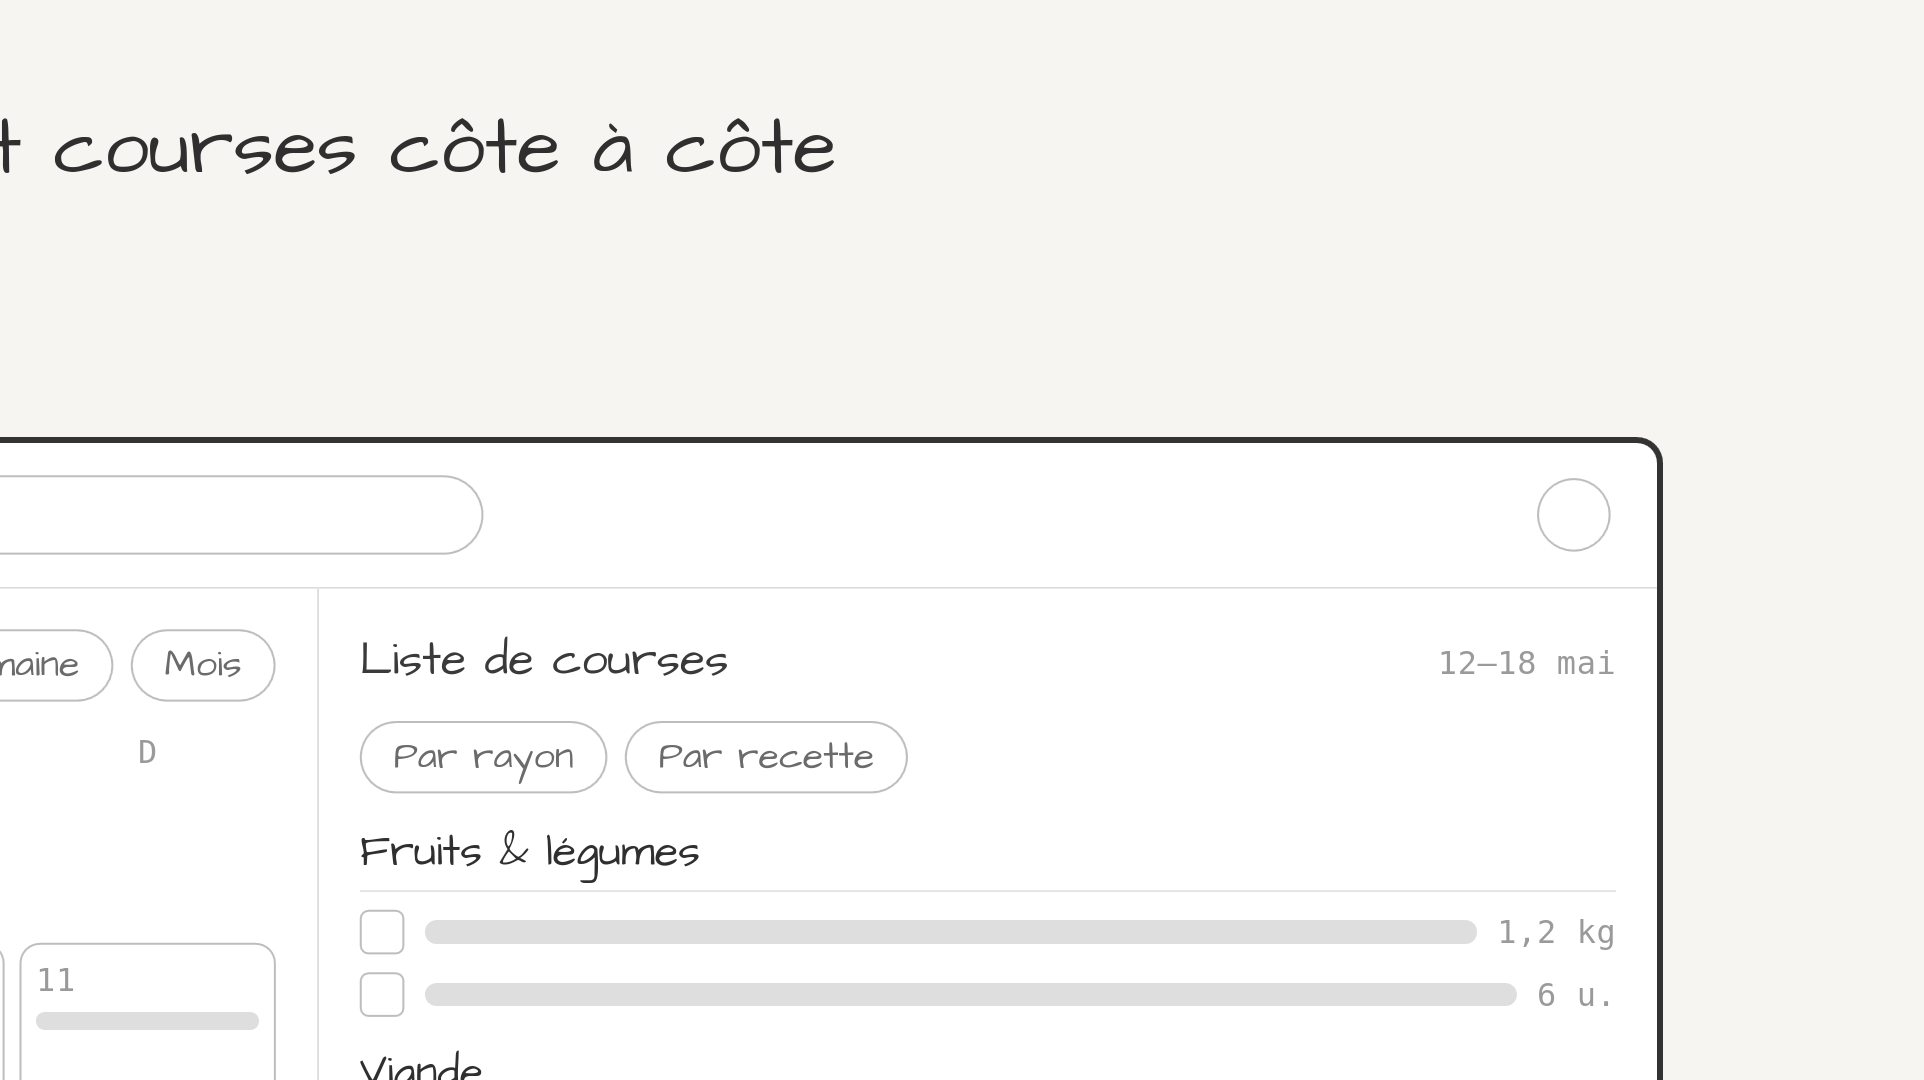 courses côte à côte
Mois
D
11
Liste de courses
12–18 mai
Par rayon
Par recette
Fruits & légumes
1,2 kg
6 u.
Viande